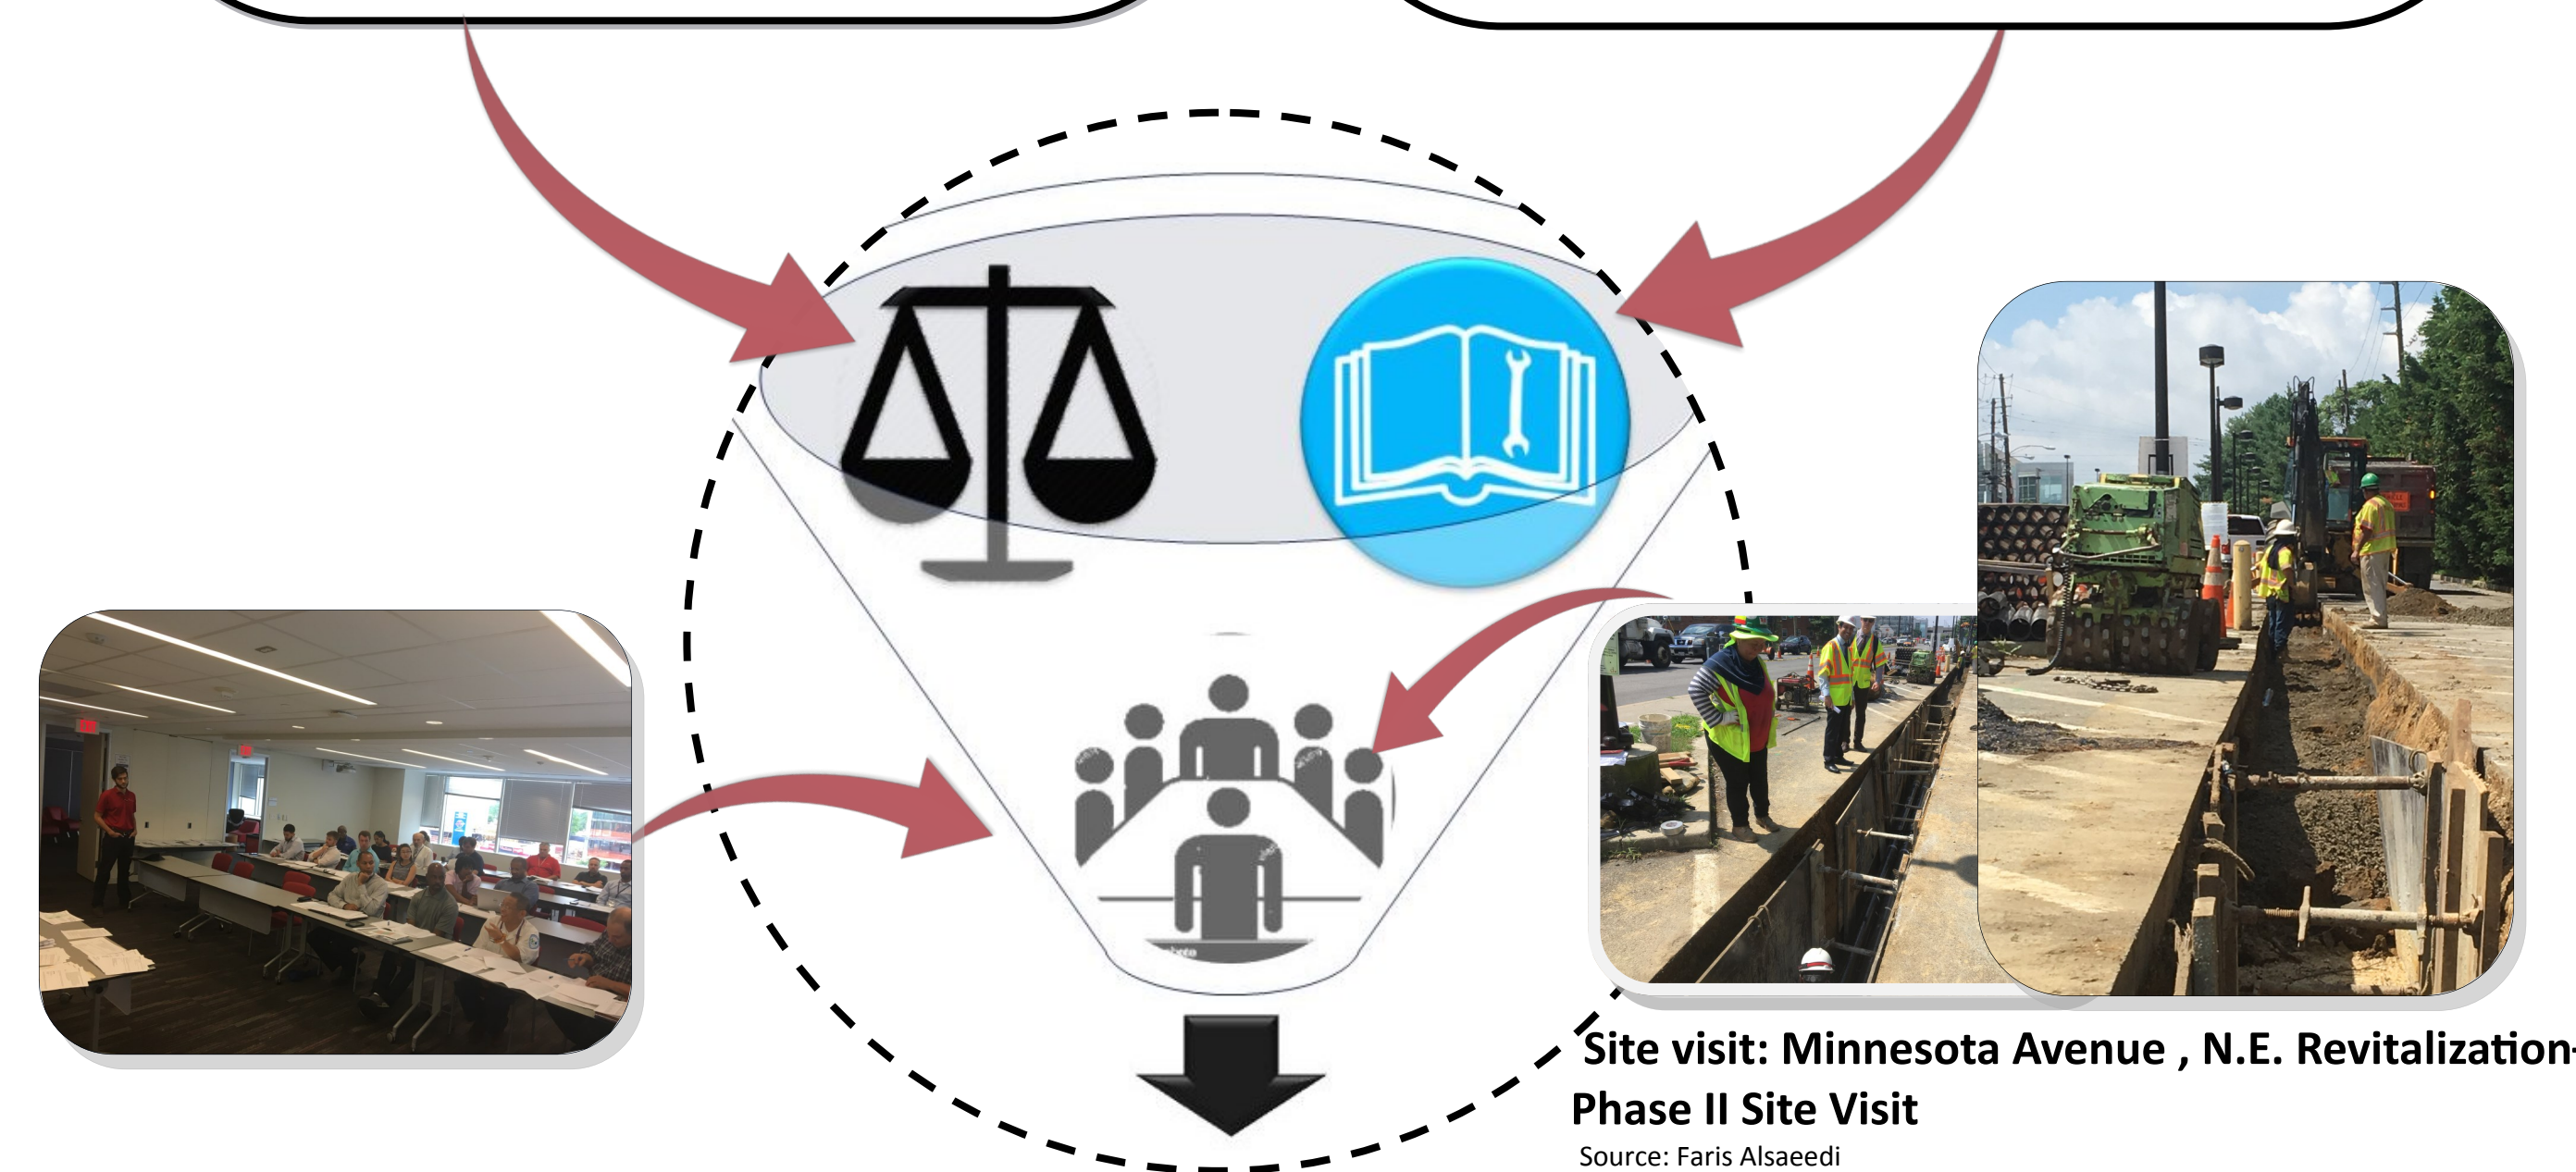 Site visit: Minnesota Avenue , N.E. Revitalization-
Phase II Site Visit
Source: Faris Alsaeedi